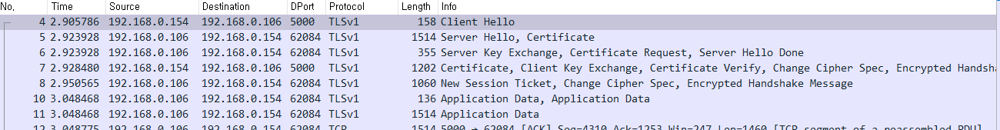 No. Time Source Destination DPort Protocol Length Info
4 2.905786 192.168.0.154 192.168.0.106 5000 TLSv1 158 Client Hello
5 2.923928 192.168.0.106 192.168.0.154 62084 TLSv1 1514 Server Hello, Certificate
6 2.923928 192.168.0.106 192.168.0.154 62084 TLSv1 355 Server Key Exchange, Certificate Request, Server Hello Done
7 2.928480 192.168.0.154 192.168.0.106 5000 TLSv1 1202 Certificate, Client Key Exchange, Certificate Verify, Change Cipher Spec, Encrypted Handsha
8 2.950565 192.168.0.106 192.168.0.154 62084 TLSv1 1060 New Session Ticket, Change Cipher Spec, Encrypted Handshake Message
10 3.048468 192.168.0.106 192.168.0.154 62084 TLSv1 136 Application Data, Application Data
11 3.048468 192.168.0.106 192.168.0.154 62084 TLSv1 1514 Application Data
12 3.048775 192.168.0.106 192.168.0.154 62084 TCP 1514 5000 → 62084 [ACK] Seq=4310 Ack=1253 Win=247 Len=1460 [TCP segment of a reassembled PDU]